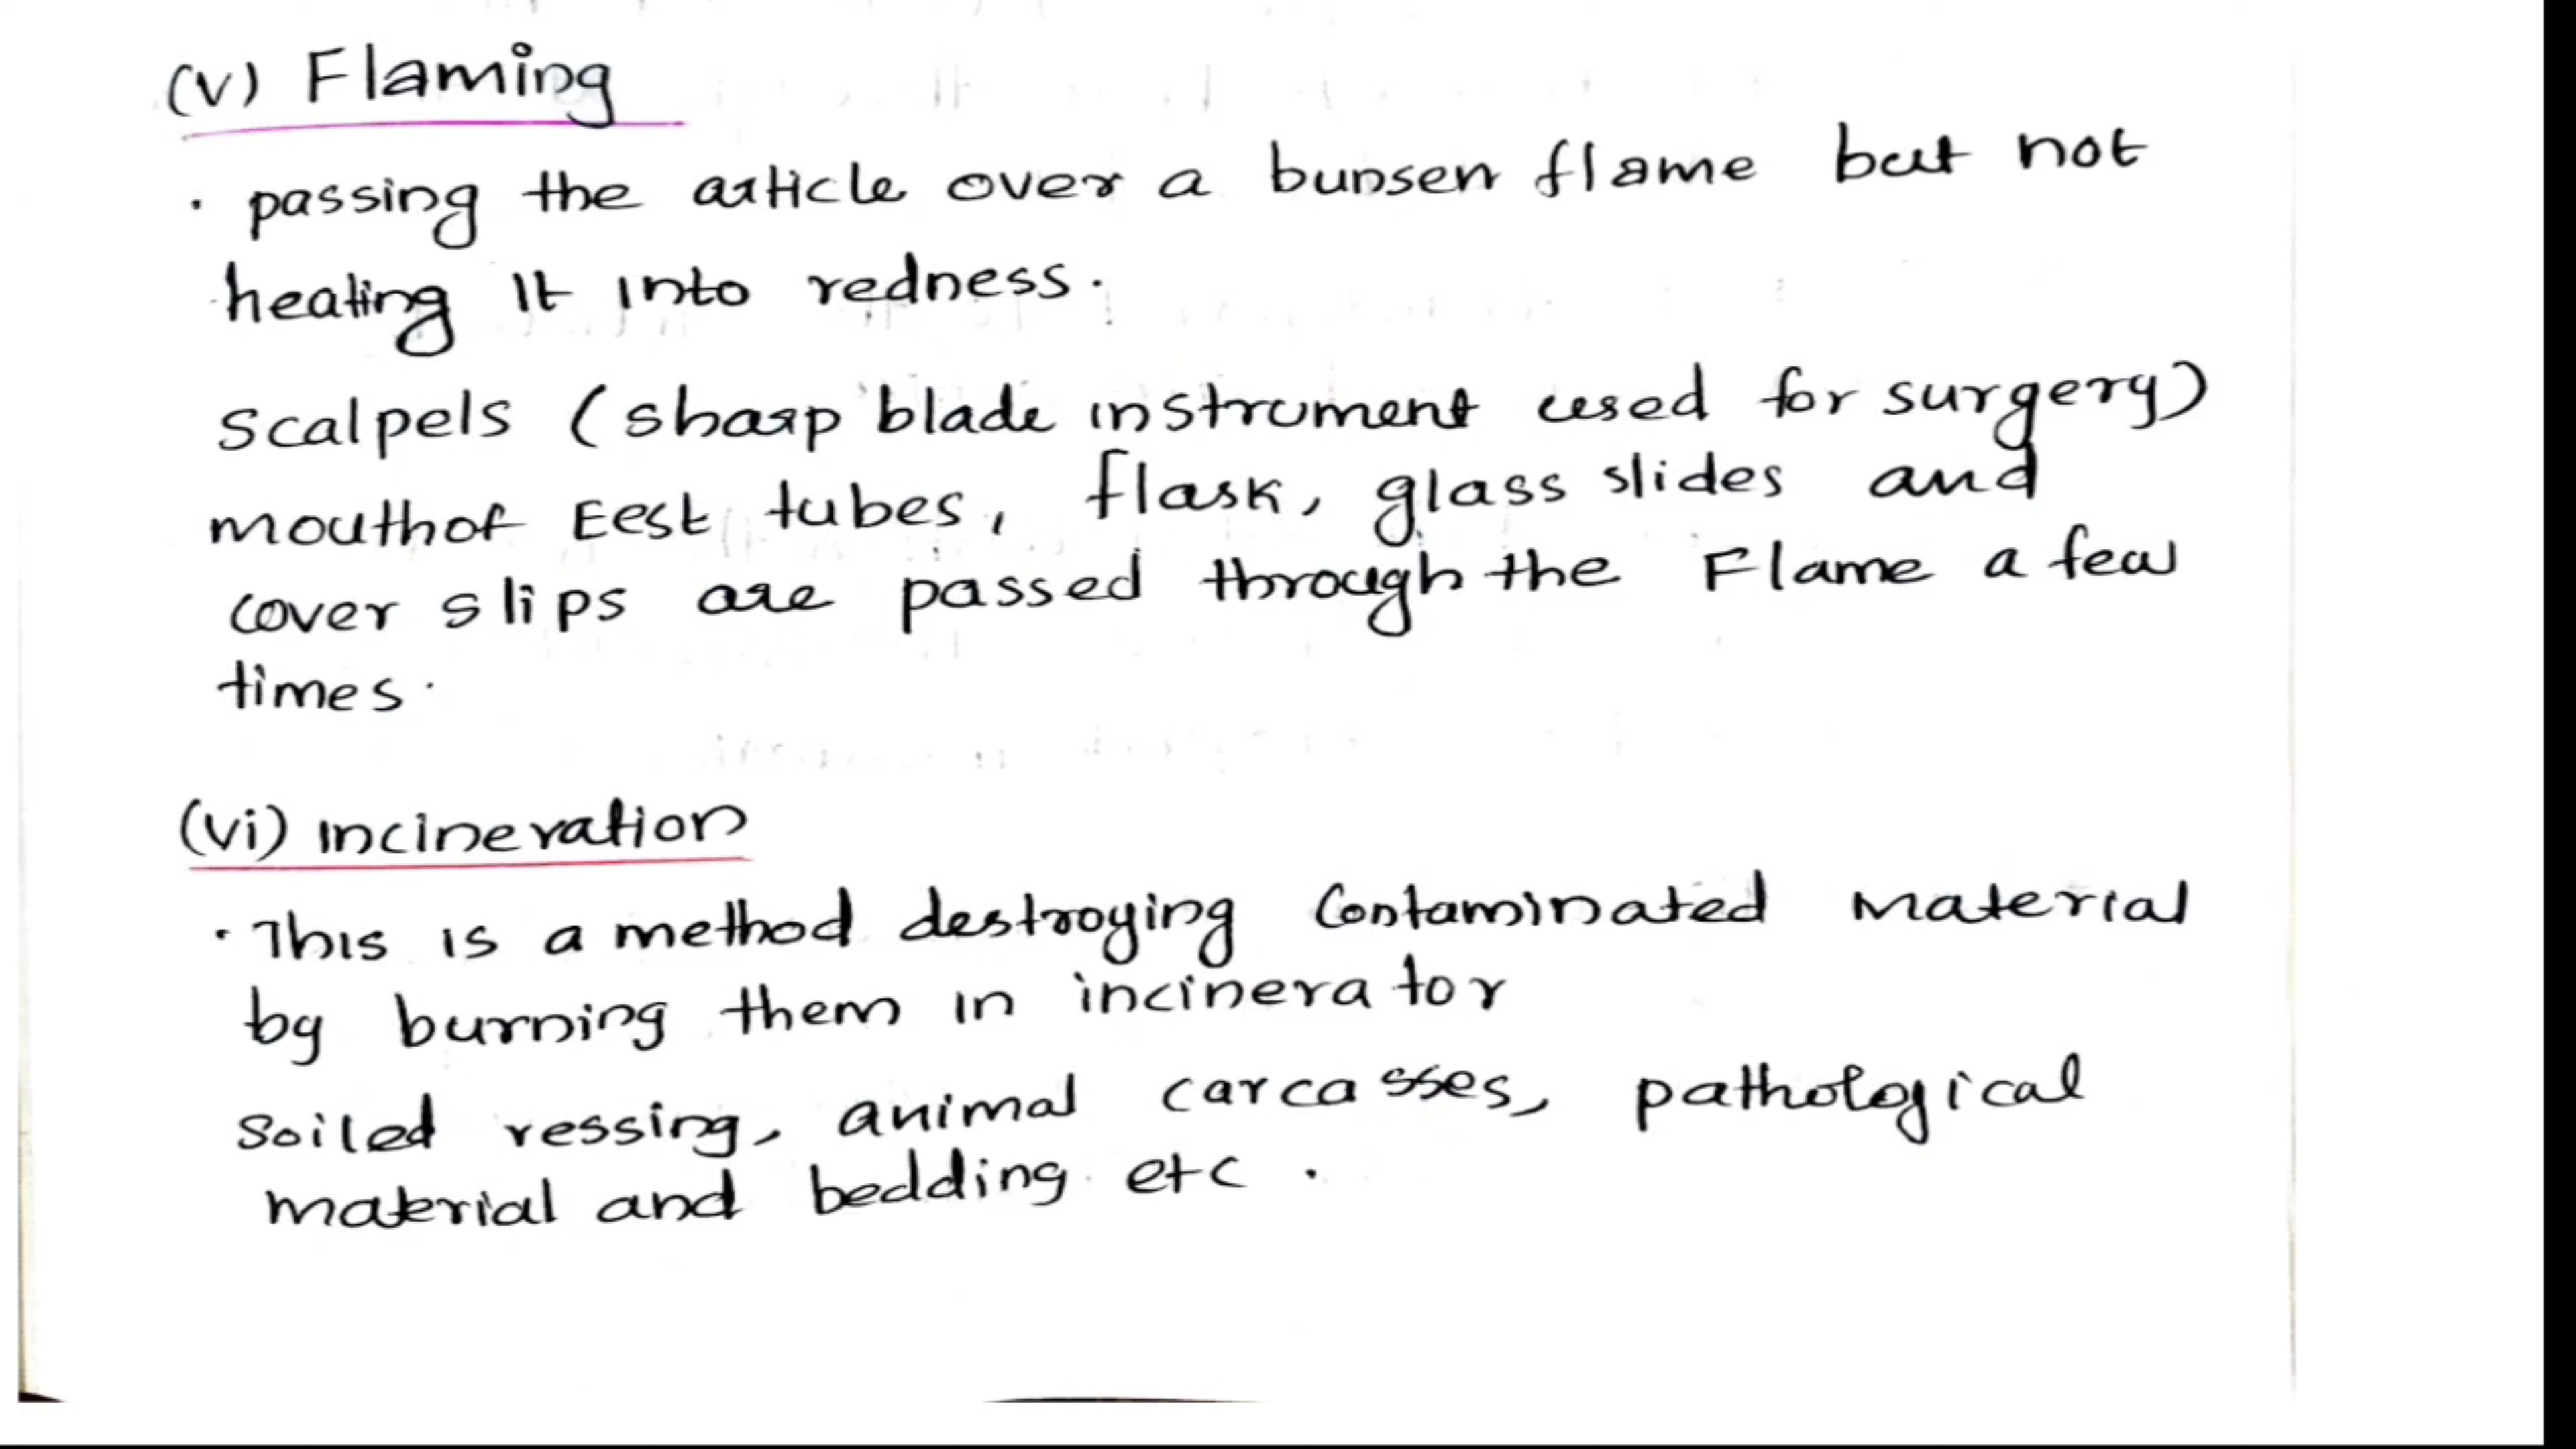 (v) Flaming
· passing the article over a bunsen flame but not
heating It into redness.
scalpels (sharp blade instrument used for surgery)
mouthof Eest tubes, flask, glass slides and
cover slips are passed through the Flame a few
times.
(vi) incineration
· This is a method destroying Contaminated Material
by burning them in incinerator
soiled ressing, animal carcasses, pathological
material and bedding etc.